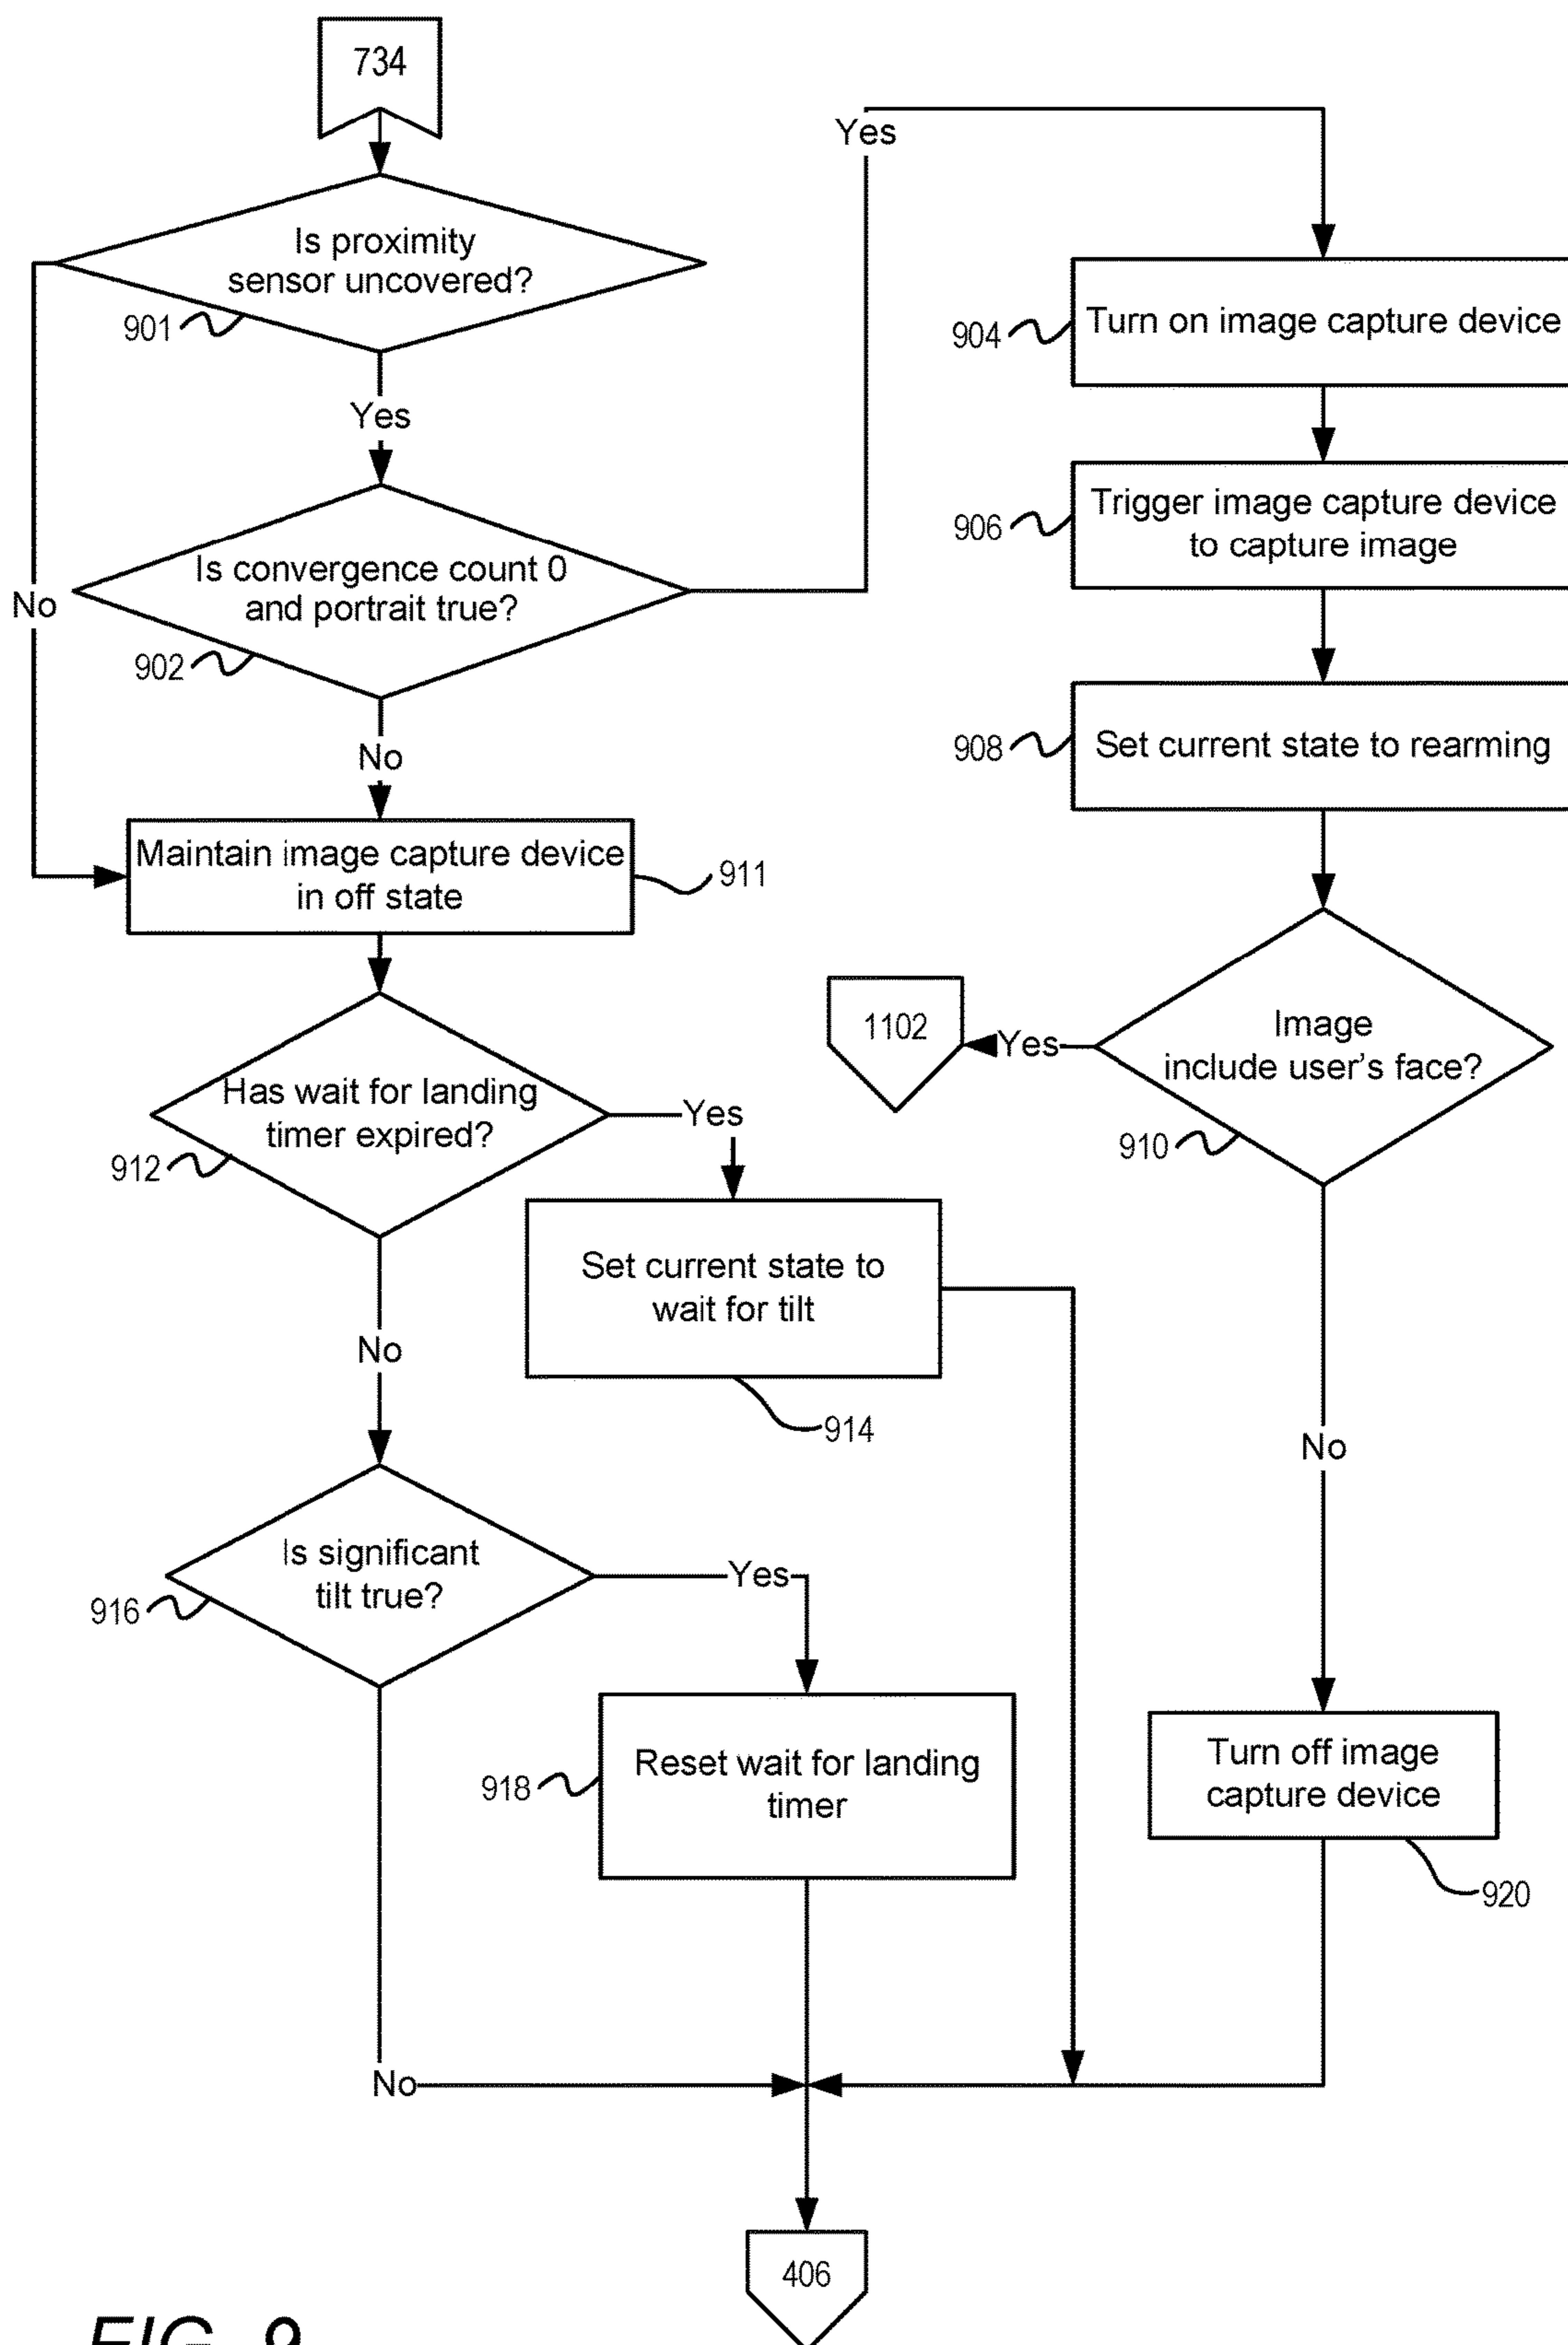 734
Is proximity
sensor uncovered?
901
Yes
No
Is convergence count 0
and portrait true?
902
Yes
No
Maintain image capture device
in off state
911
Has wait for landing
timer expired?
912
Yes
Set current state to
wait for tilt
914
No
Is significant
tilt true?
916
Yes
Reset wait for landing
timer
918
No
Turn on image capture device
904
Trigger image capture device
to capture image
906
Set current state to rearming
908
Image
include user’s face?
910
Yes
1102
No
Turn off image
capture device
920
406
FIG. 9